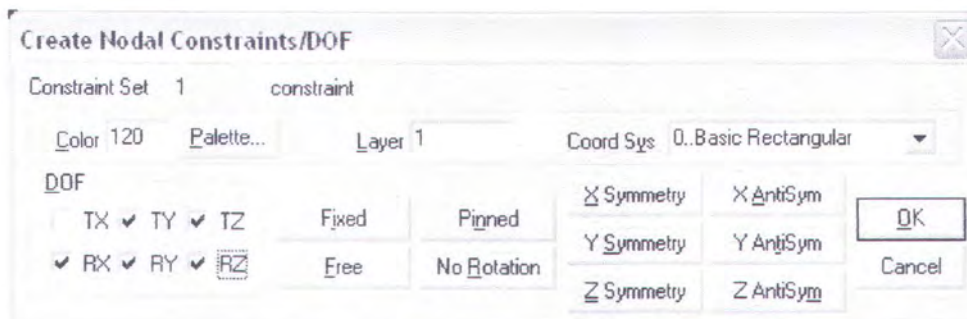 Create Nodal Constraints/DOF
Constraint Set 1 constraint
Color 120 Palette... Layer 1 Coord Sys 0..Basic Rectangular
DOF
TX TY TZ
RX RY RZ
Fixed Pinned
Free No Rotation
X Symmetry X AntiSym
Y Symmetry Y AntiSym
Z Symmetry Z AntiSym
OK
Cancel